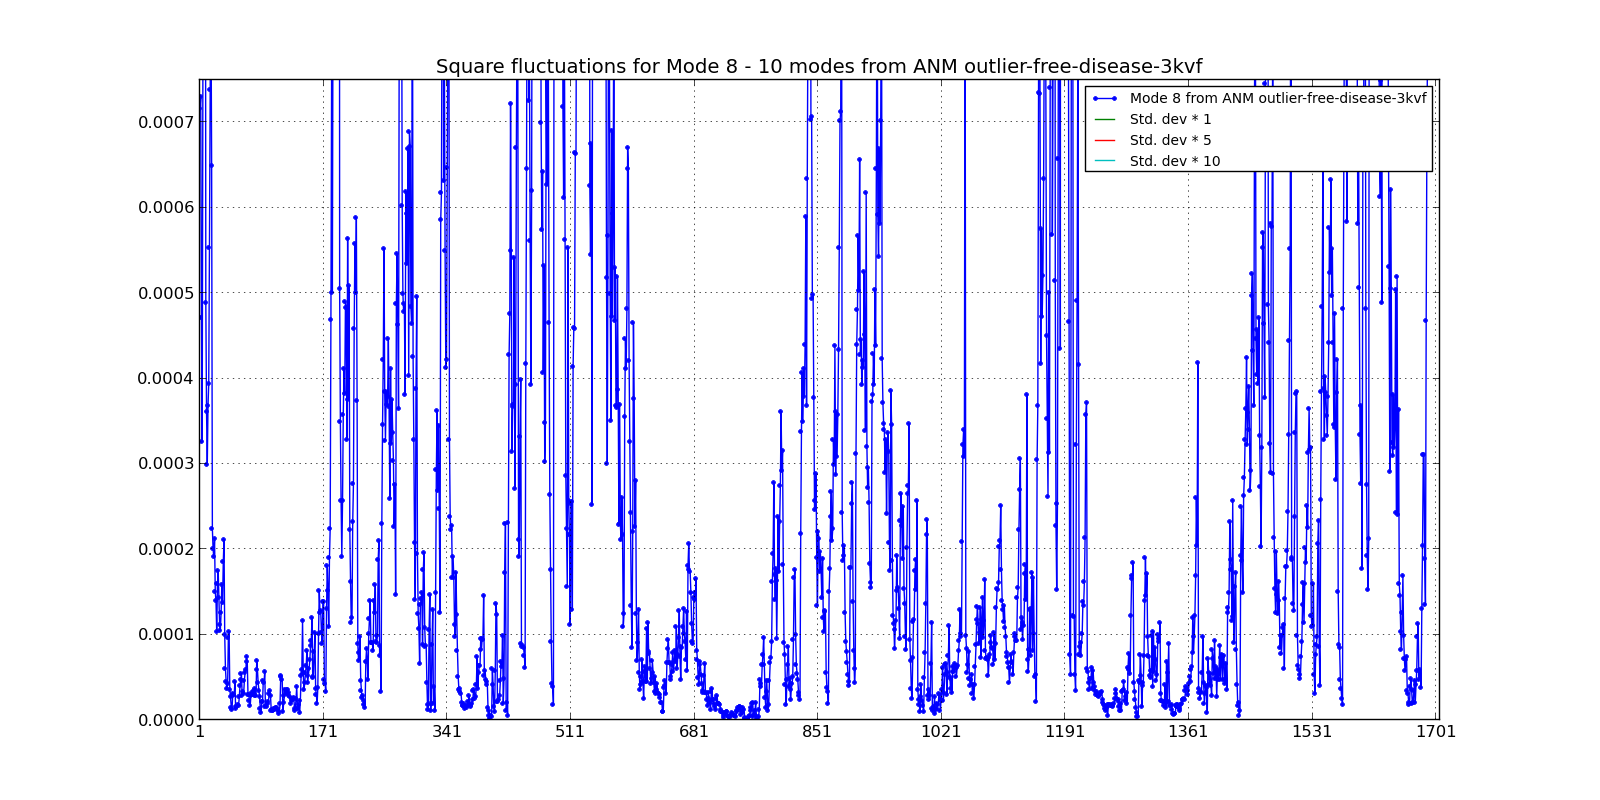 Square fluctuations for Mode 8 - 10 modes from ANM outlier-free-disease-3kvf
Mode 8 from ANM outlier-free-disease-3kvf
Std. dev * 1
Std. dev * 5
Std. dev * 10
0.0007
0.0006
0.0005
0.0004
0.0003
0.0002
0.0001
0.0000
1 171 341 511 681 851 1021 1191 1361 1531 1701